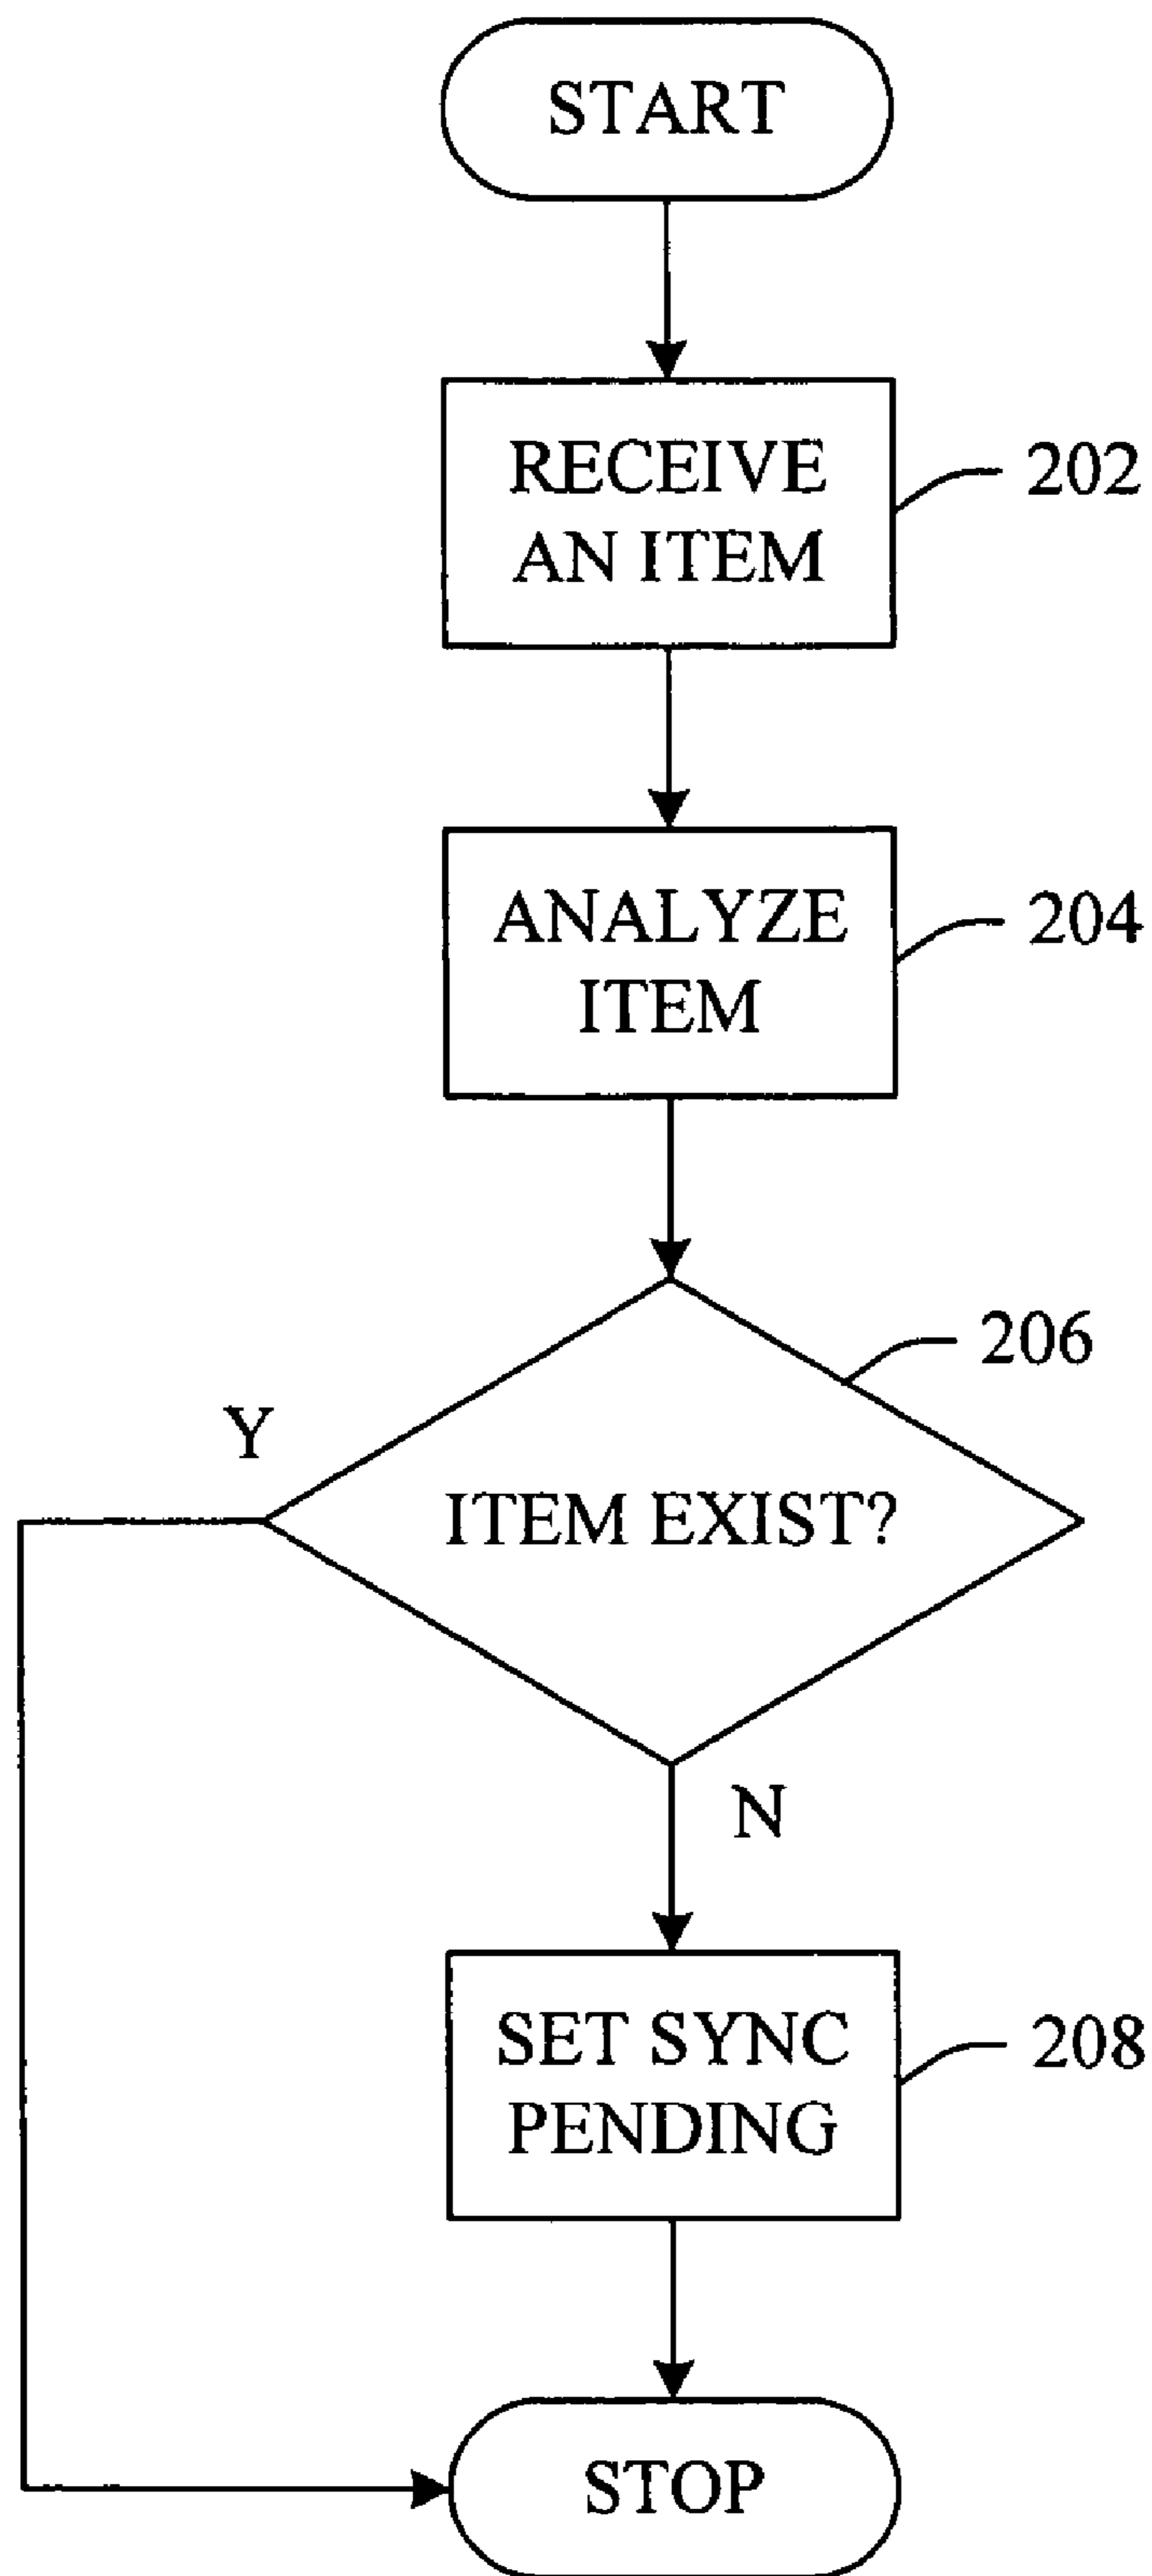 START
RECEIVE
AN ITEM
202
ANALYZE
ITEM
204
206
Y
ITEM EXIST?
N
SET SYNC
PENDING
208
STOP